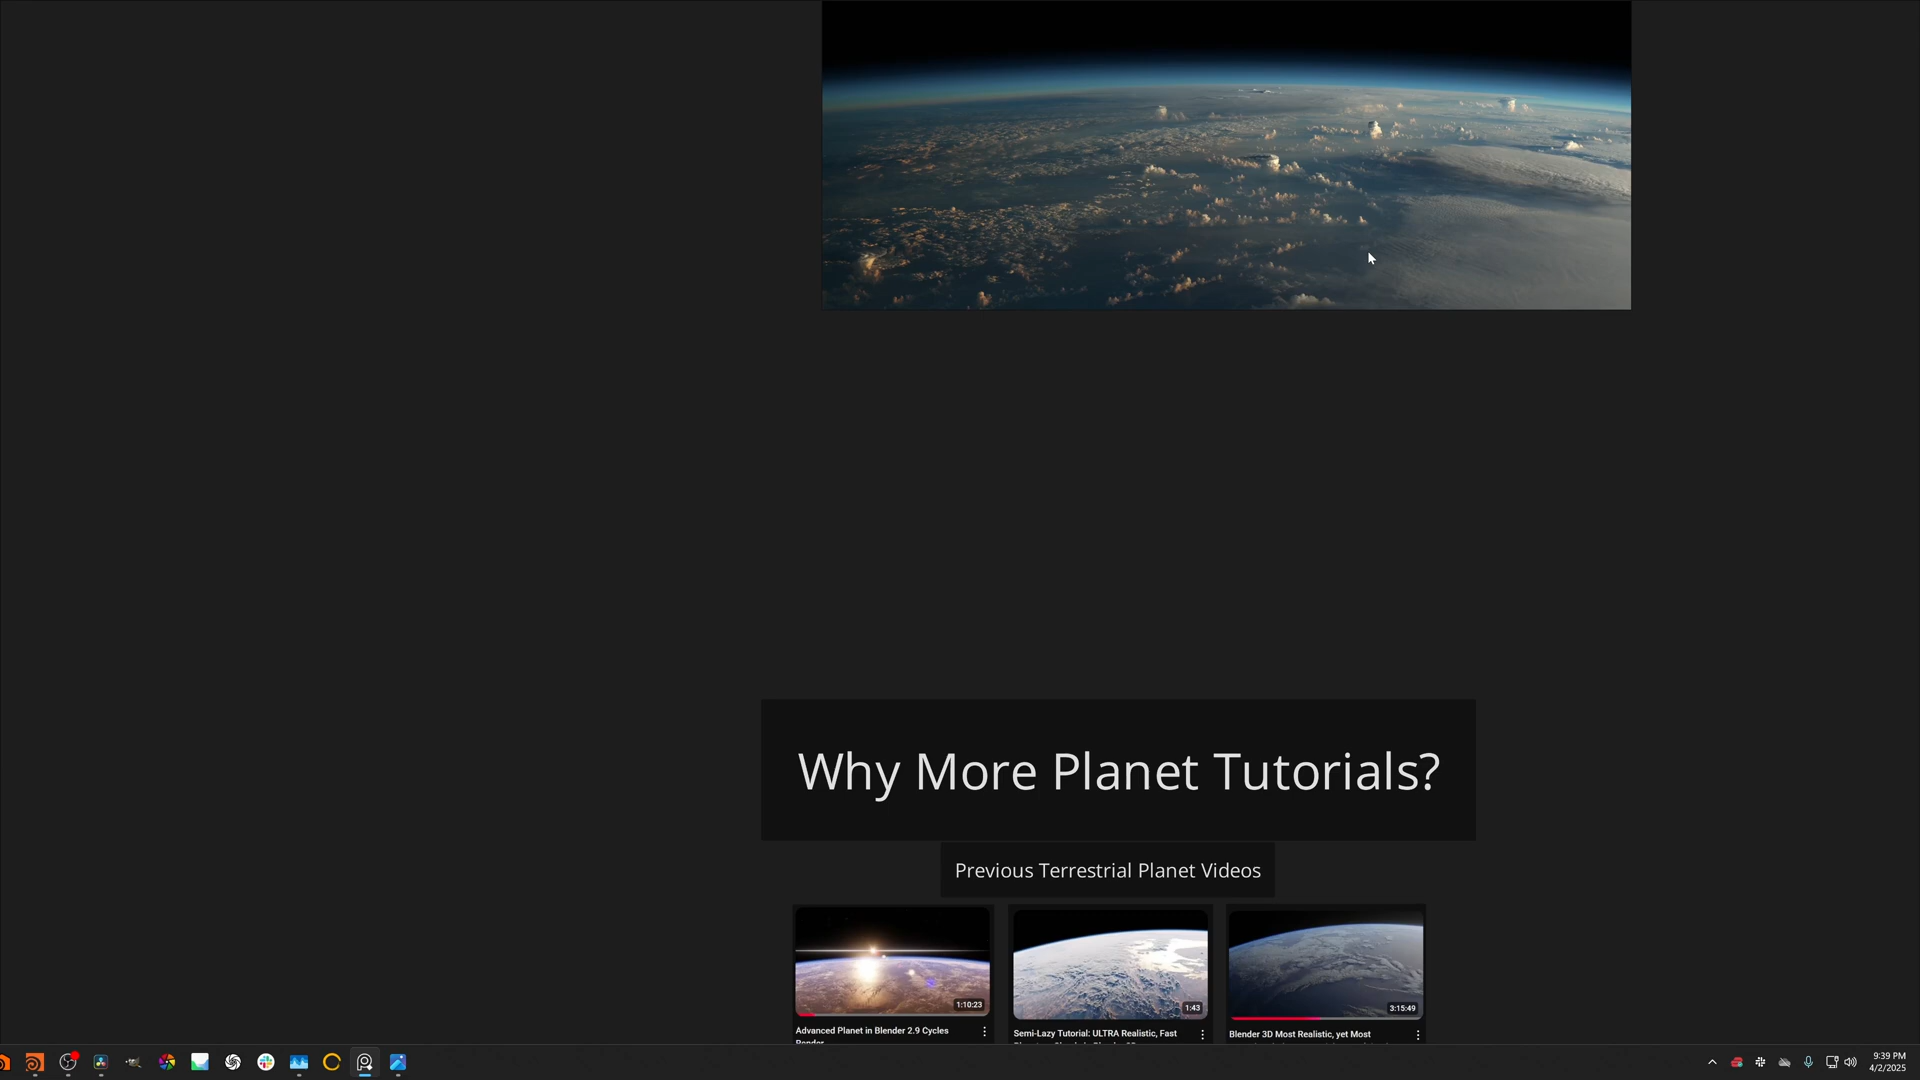 Why More Planet Tutorials?
Previous Terrestrial Planet Videos
1:10:23
1:43
3:15:49
Advanced Planet in Blender 2.9 Cycles
Render
Semi-Lazy Tutorial: ULTRA Realistic, Fast
Blender 3D Most Realistic, yet Most
9:39 PM
4/2/2025